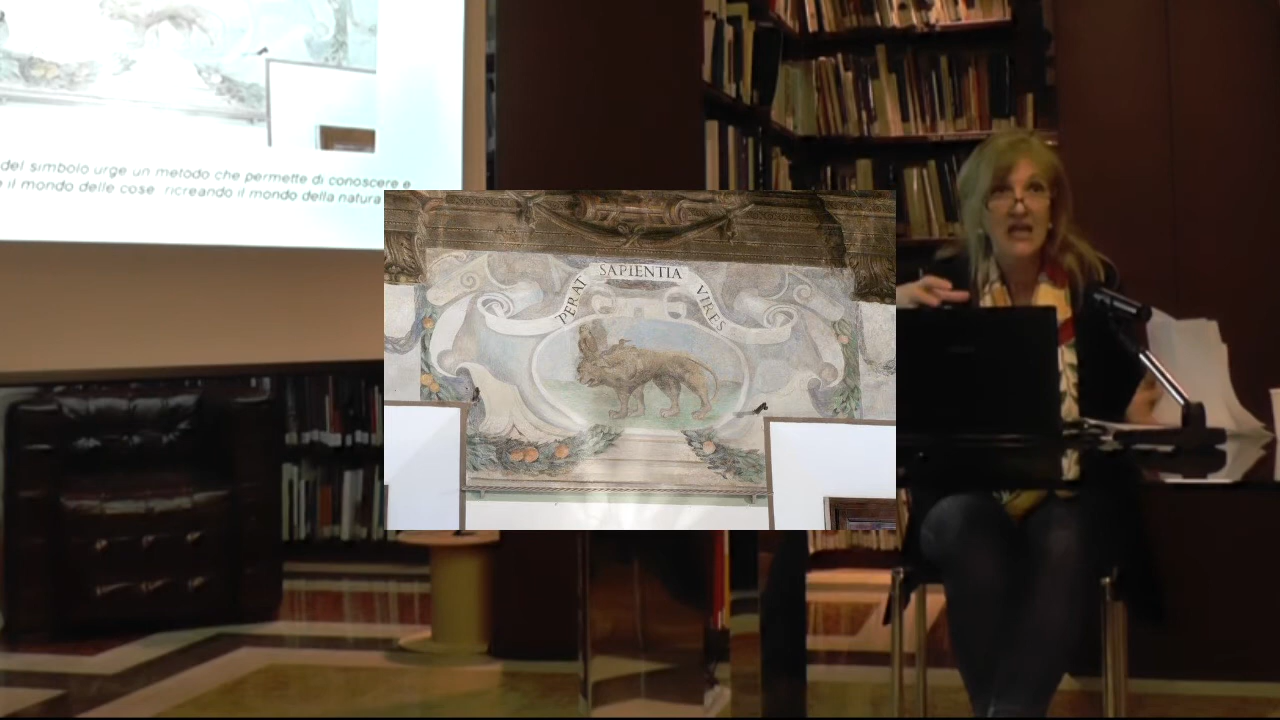 del simbolo urge un metodo che permette di conoscere e
e il mondo delle cose ricreando il mondo della natura
PERAT SAPIENTIA VIRES